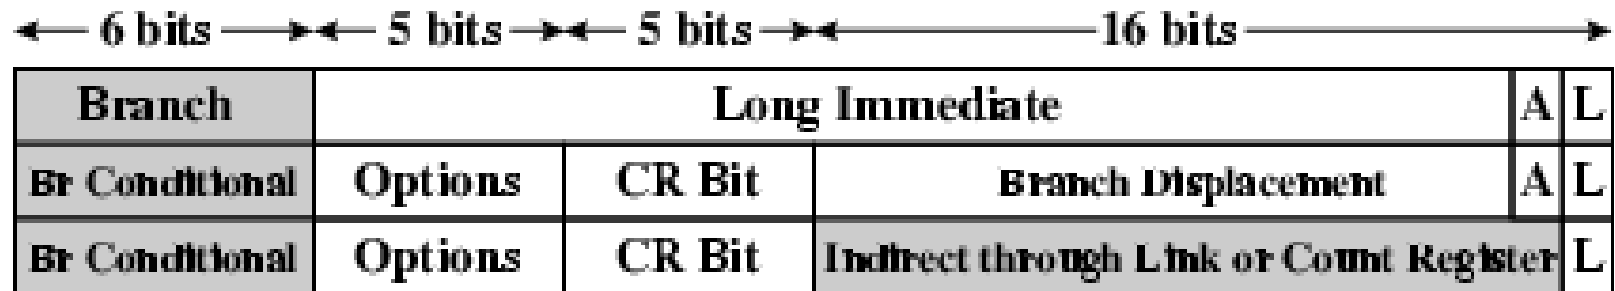 6 bits 5 bits 5 bits 16 bits
Branch Long Immediate A L
Br Conditional Options CR Bit Branch Displacement A L
Br Conditional Options CR Bit Indirect through Link or Count Register L